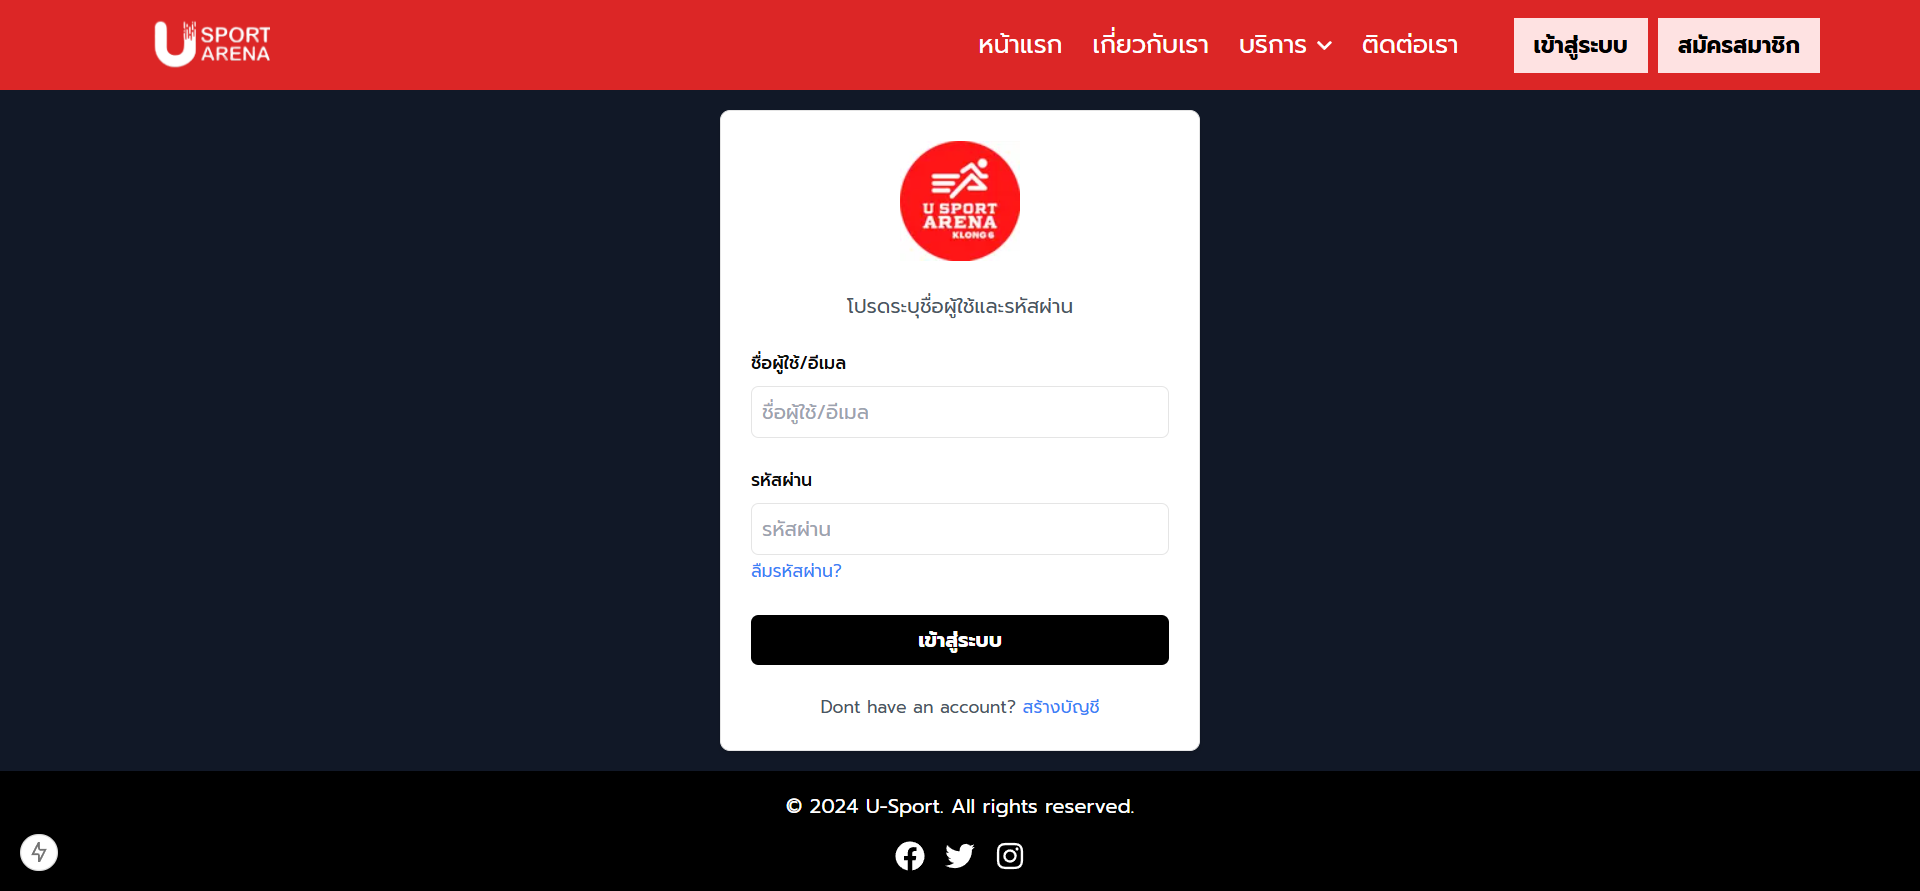 U SPORT ARENA
หน้าแรก เกี่ยวกับเรา บริการ ติดต่อเรา เข้าสู่ระบบ สมัครสมาชิก
U SPORT
ARENA
KLONG 6
โปรดระบุชื่อผู้ใช้และรหัสผ่าน
ชื่อผู้ใช้/อีเมล
ชื่อผู้ใช้/อีเมล
รหัสผ่าน
รหัสผ่าน
ลืมรหัสผ่าน?
เข้าสู่ระบบ
Dont have an account? สร้างบัญชี
© 2024 U-Sport. All rights reserved.